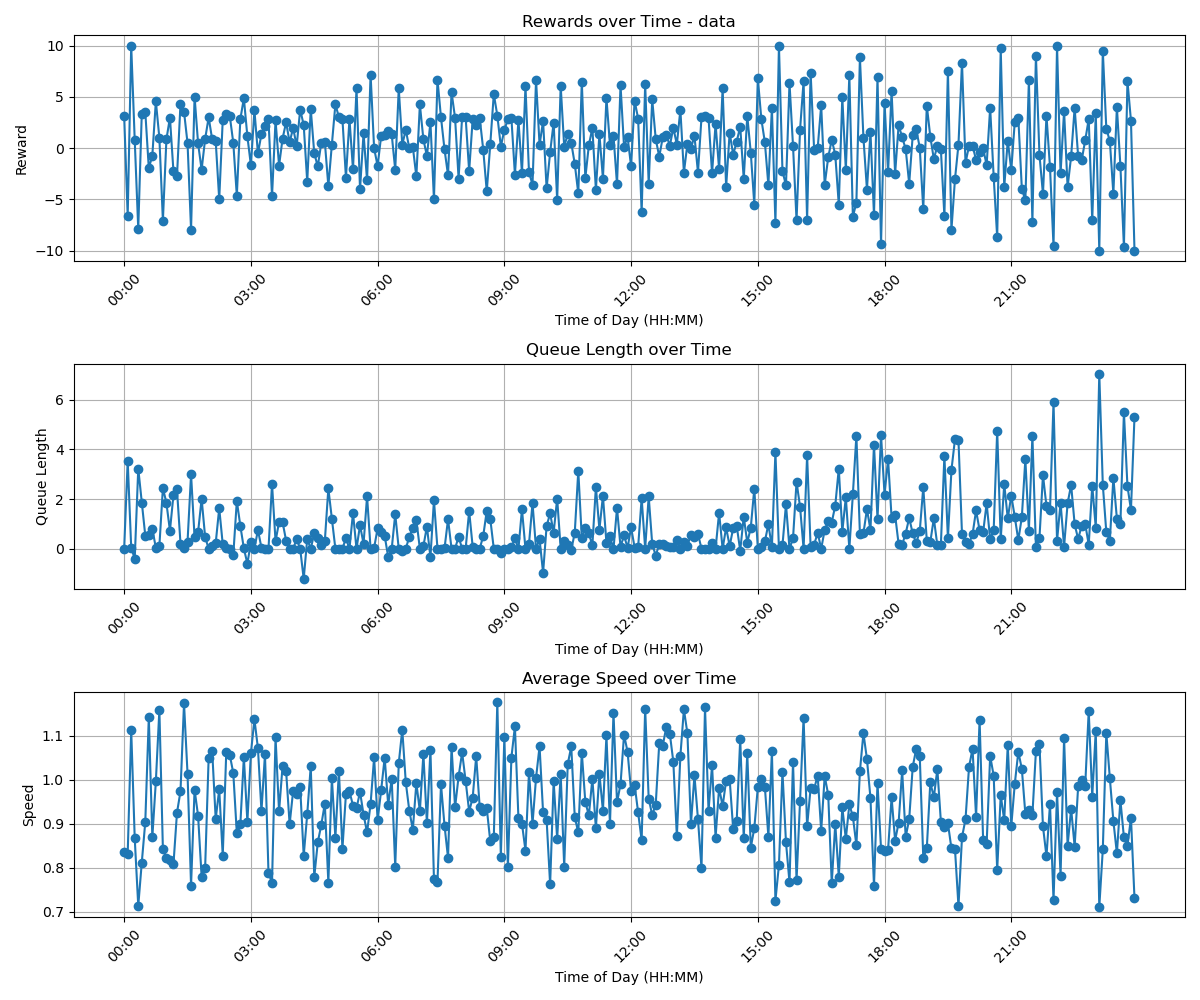 Rewards over Time - data
Reward
10
5
0
−5
−10
00:00 03:00 06:00 09:00 12:00 15:00 18:00 21:00
Time of Day (HH:MM)
Queue Length over Time
Queue Length
6
4
2
0
00:00 03:00 06:00 09:00 12:00 15:00 18:00 21:00
Time of Day (HH:MM)
Average Speed over Time
Speed
1.1
1.0
0.9
0.8
0.7
00:00 03:00 06:00 09:00 12:00 15:00 18:00 21:00
Time of Day (HH:MM)